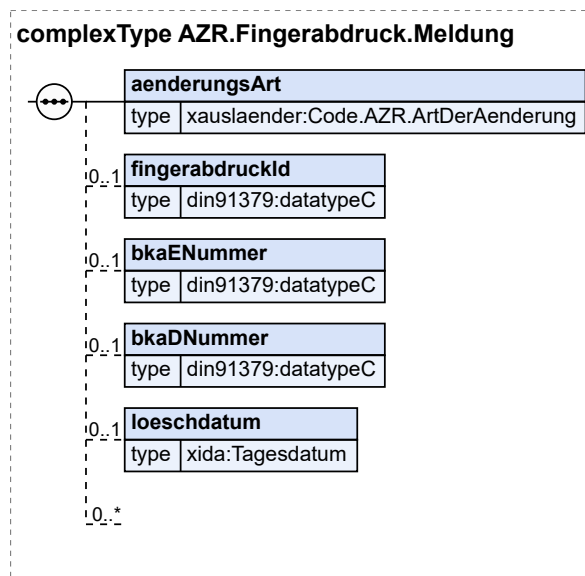 complexType AZR.Fingerabdruck.Meldung
aenderungsArt
type xauslaender:Code.AZR.ArtDerAenderung
0..1 fingerabdruckId
type din91379:datatypeC
0..1 bkaENummer
type din91379:datatypeC
0..1 bkaDNummer
type din91379:datatypeC
0..1 loeschdatum
type xida:Tagesdatum
0..*